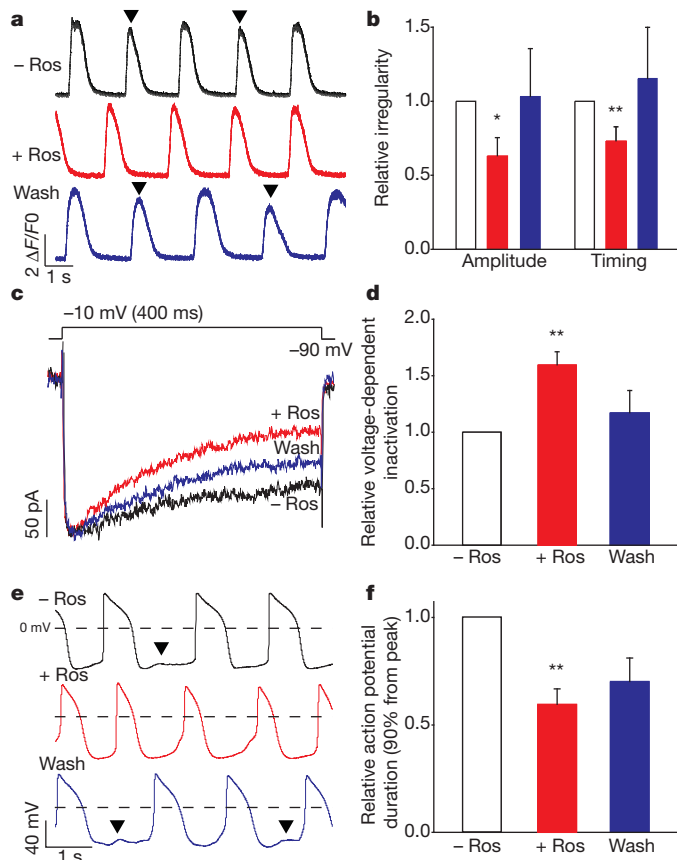 a
– Ros
+ Ros
Wash
2 ΔF/F0
1 s
b
Relative irregularity
1.5
1.0
0.5
0.0
*
**
Amplitude
Timing
c
–10 mV (400 ms)
–90 mV
+ Ros
Wash
– Ros
50 pA
d
Relative voltage-dependent
inactivation
2.0
1.5
1.0
0.5
0.0
**
– Ros
+ Ros
Wash
e
– Ros
0 mV
+ Ros
Wash
40 mV
1 s
f
Relative action potential
duration (90% from peak)
1.0
0.5
0.0
**
– Ros
+ Ros
Wash